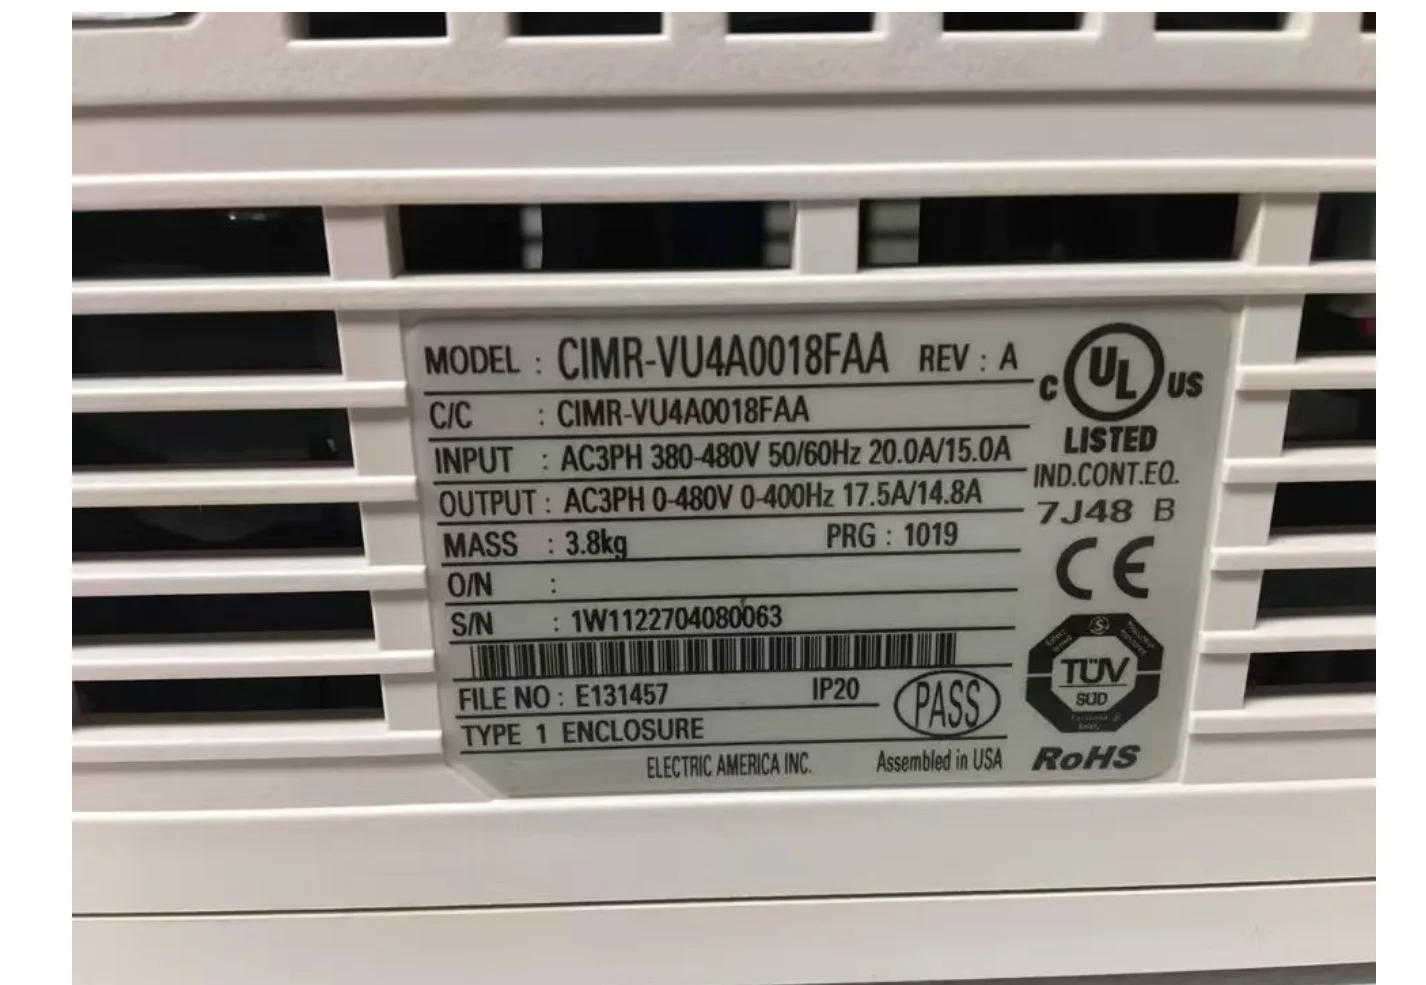 MODEL : CIMR-VU4A0018FAA REV : A
C/C : CIMR-VU4A0018FAA
INPUT : AC3PH 380-480V 50/60Hz 20.0A/15.0A
OUTPUT : AC3PH 0-480V 0-400Hz 17.5A/14.8A
MASS : 3.8kg PRG : 1019
O/N :
S/N : 1W1122704080063
FILE NO : E131457 IP20
TYPE 1 ENCLOSURE
PASS
ELECTRIC AMERICA INC. Assembled in USA
C UL US
LISTED
IND.CONT.EQ.
7J48 B
CE
TÜV
SÜD
RoHS